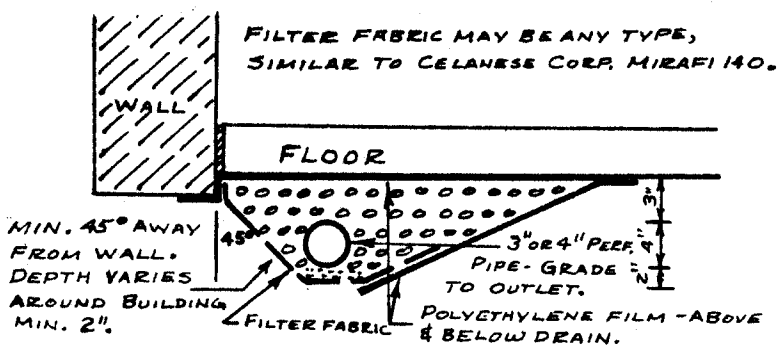 FILTER FABRIC MAY BE ANY TYPE,
SIMILAR TO CELANESE CORP. MIRAFI 140.
WALL
FLOOR
MIN. 45° AWAY
FROM WALL.
DEPTH VARIES
AROUND BUILDING
MIN. 2".
45°
3" OR 4" PERF.
PIPE - GRADE
TO OUTLET.
3"
4"
2"
FILTER FABRIC
POLYETHYLENE FILM - ABOVE
& BELOW DRAIN.